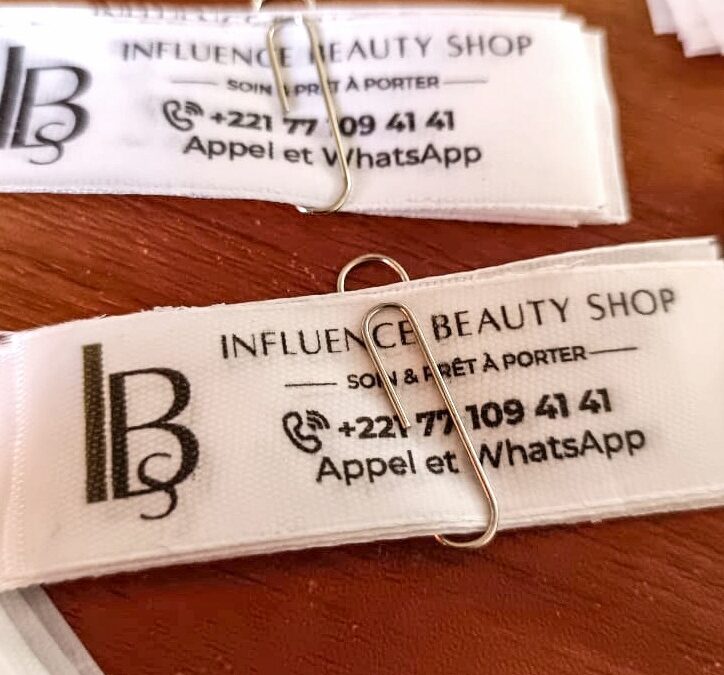 INFLUENCE BEAUTY SHOP
SOIN & PRÊT À PORTER
+221 77 109 41 41
Appel et WhatsApp
IBS
INFLUENCE BEAUTY SHOP
SOIN & PRÊT À PORTER
+221 77 109 41 41
Appel et WhatsApp
IBS